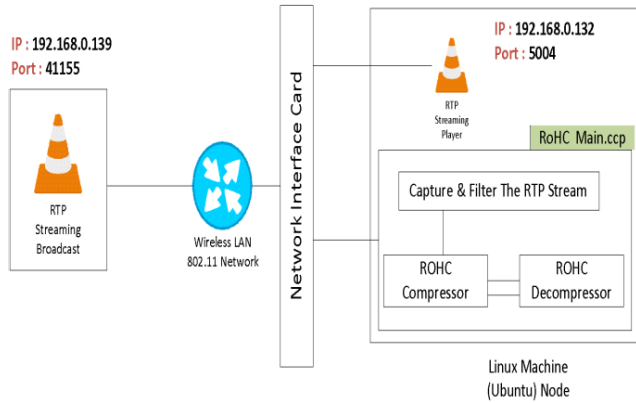 IP : 192.168.0.139
Port : 41155
RTP
Streaming
Broadcast
Wireless LAN
802.11 Network
Network Interface Card
IP : 192.168.0.132
Port : 5004
RTP
Streaming
Player
RoHC Main.ccp
Capture & Filter The RTP Stream
ROHC
Compressor
ROHC
Decompressor
Linux Machine
(Ubuntu) Node